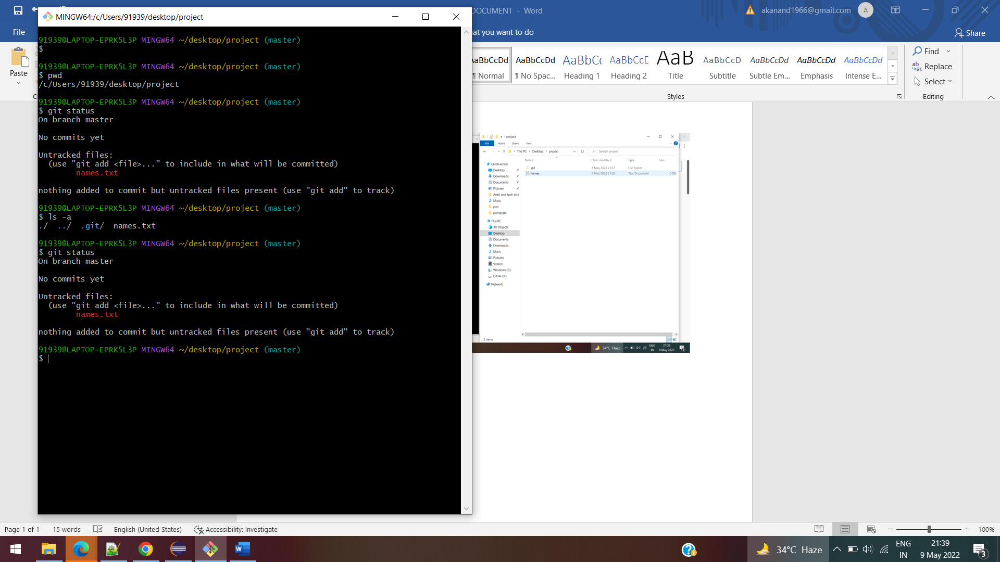 DOCUMENT - Word
akanand1966@gmail.com
A
MINGW64:/c/Users/91939/desktop/project
File
at you want to do
Share
Paste
91939@LAPTOP-EPRK5L3P MINGW64 ~/desktop/project (master)
$
91939@LAPTOP-EPRK5L3P MINGW64 ~/desktop/project (master)
$ pwd
/c/Users/91939/desktop/project
91939@LAPTOP-EPRK5L3P MINGW64 ~/desktop/project (master)
$ git status
On branch master
No commits yet
Untracked files:
(use "git add <file>..." to include in what will be committed)
names.txt
nothing added to commit but untracked files present (use "git add" to track)
91939@LAPTOP-EPRK5L3P MINGW64 ~/desktop/project (master)
$ ls -a
./ ../ .git/ names.txt
91939@LAPTOP-EPRK5L3P MINGW64 ~/desktop/project (master)
$ git status
On branch master
No commits yet
Untracked files:
(use "git add <file>..." to include in what will be committed)
names.txt
nothing added to commit but untracked files present (use "git add" to track)
91939@LAPTOP-EPRK5L3P MINGW64 ~/desktop/project (master)
$
AaBbCcDd AaBbCcDd AaBbCc AaBbCcD AaB AaBbCcD AaBbCcDd AaBbCcDd AaBbCcDd
¶ Normal ¶ No Spac... Heading 1 Heading 2 Title Subtitle Subtle Em... Emphasis Intense E...
Styles
Find
Replace
Select
Editing
project
File Home Share View
This PC > Desktop > project
Search project
Name Date modified Type Size
.git 9 May 2022 21:37 File folder
names 9 May 2022 21:25 Text Document 0 KB
Quick access
Desktop
Downloads
Documents
Pictures
Ankit and Jyoti pics
Music
pics
pomplate
This PC
3D Objects
Desktop
Documents
Downloads
Music
Pictures
Videos
Windows (C:)
DATA (D:)
Network
2 items
34°C Haze
ENG
IN
21:38
9 May 2022
Page 1 of 1
15 words
English (United States)
Accessibility: Investigate
100%
34°C Haze
ENG
IN
21:39
9 May 2022
3